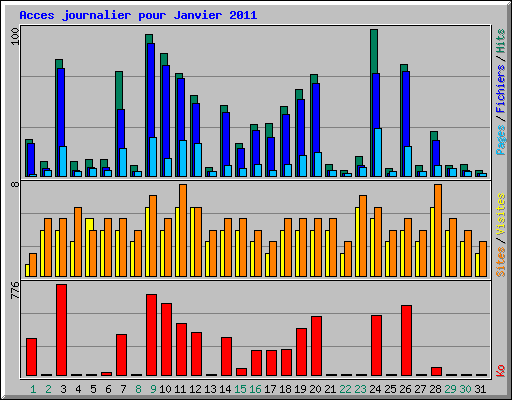 Acces journalier pour Janvier 2011
100
8
776
Pages / Fichiers / Hits
Sites / Visites
Ko
1 2 3 4 5 6 7 8 9 10 11 12 13 14 15 16 17 18 19 20 21 22 23 24 25 26 27 28 29 30 31